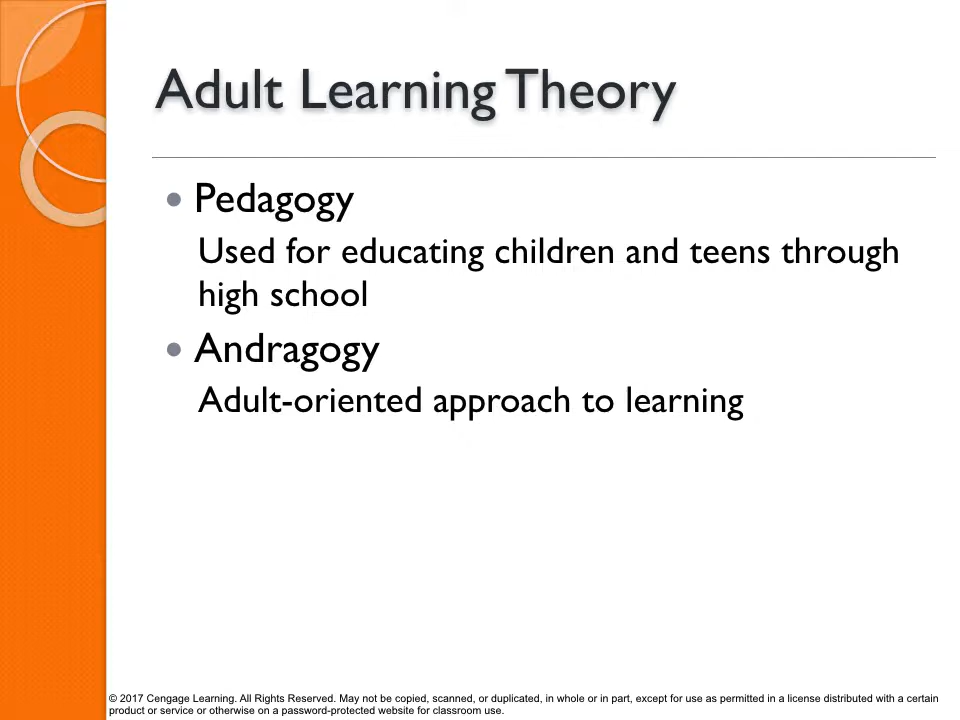 Adult Learning Theory
• Pedagogy
Used for educating children and teens through
high school
• Andragogy
Adult-oriented approach to learning
© 2017 Cengage Learning. All Rights Reserved. May not be copied, scanned, or duplicated, in whole or in part, except for use as permitted in a license distributed with a certain
product or service or otherwise on a password-protected website for classroom use.